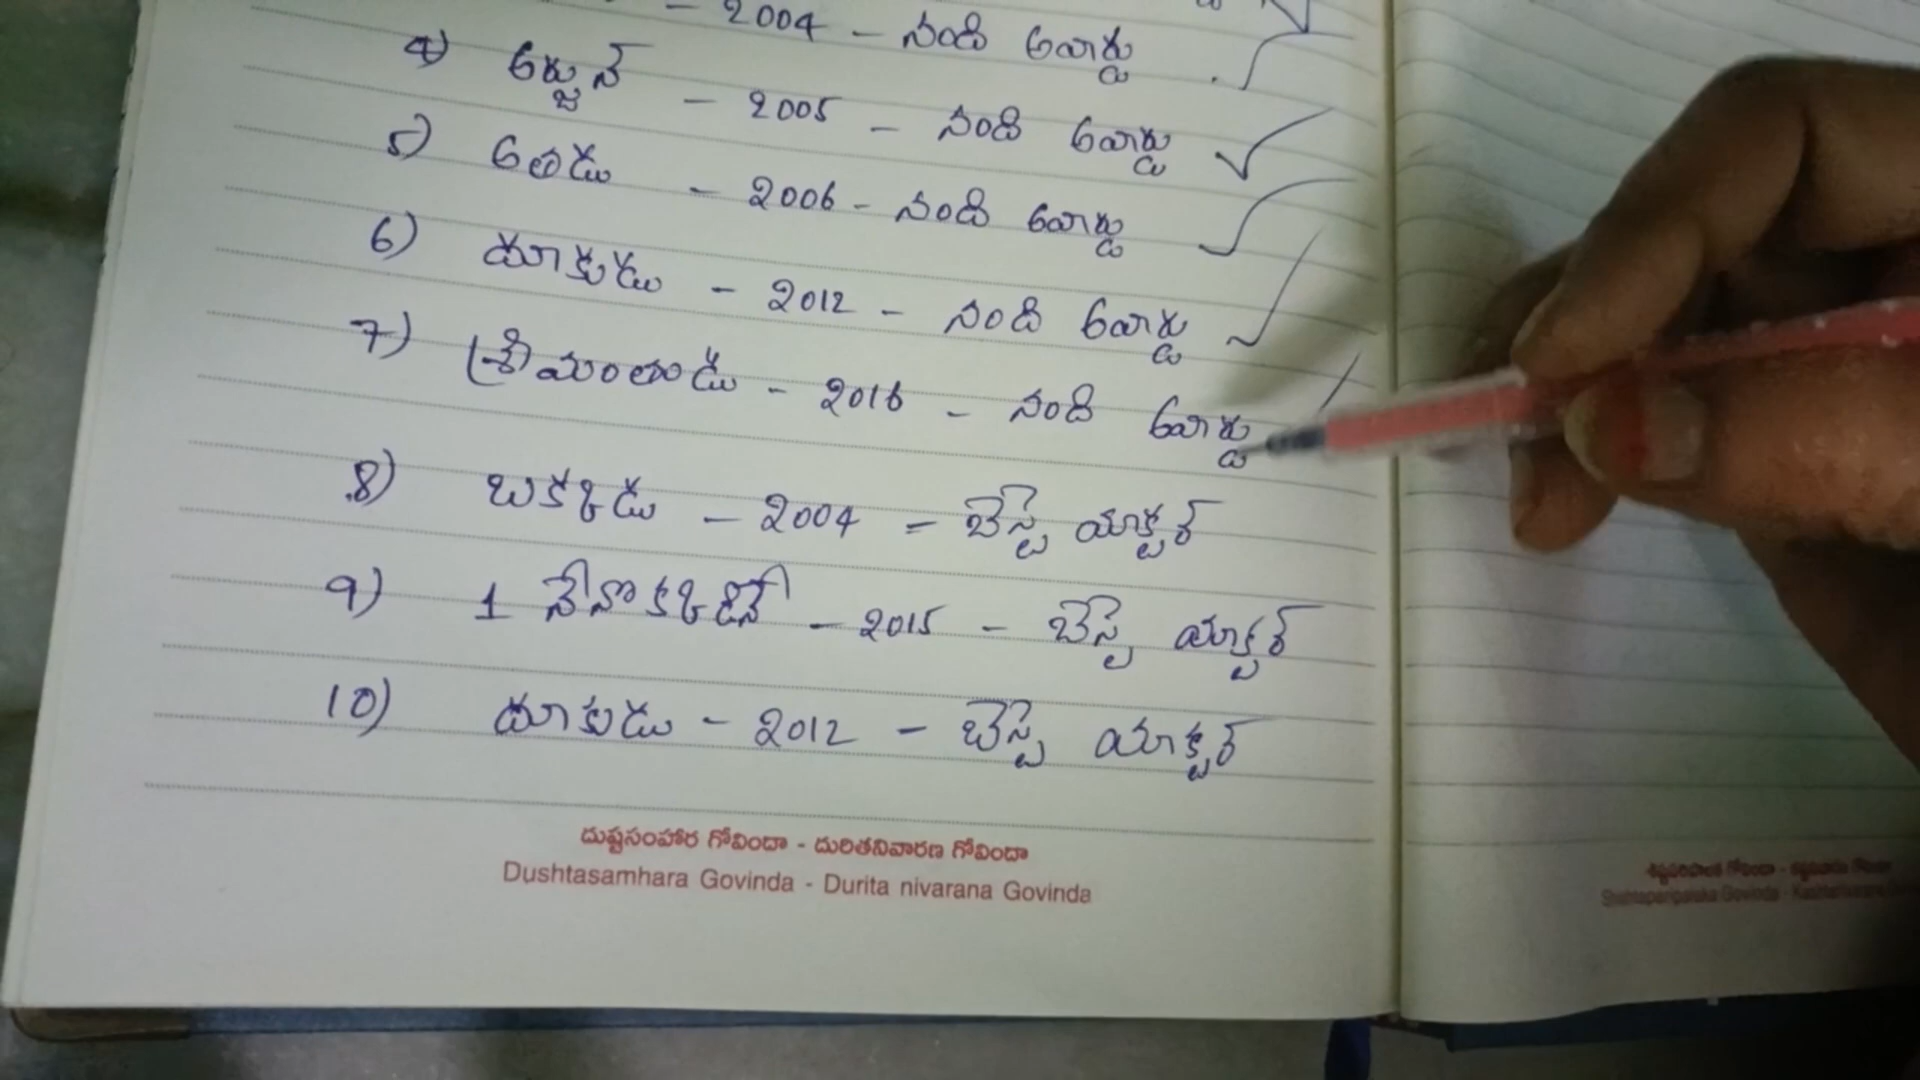 - 2004 - నంది అవార్డు
4) అర్జున్ - 2005 - నంది అవార్డు
5) అతడు - 2006 - నంది అవార్డు
6) దూకుడు - 2012 - నంది అవార్డు
7) శ్రీమంతుడు - 2016 - నంది అవార్డు
8) ఒక్కడు - 2004 - బెస్ట్ యాక్టర్
9) 1 నేనొక్కడినే - 2015 - బెస్ట్ యాక్టర్
10) దూకుడు - 2012 - బెస్ట్ యాక్టర్
దుష్టసంహార గోవిందా - దురితనివారణ గోవిందా
Dushtasamhara Govinda - Durita nivarana Govinda